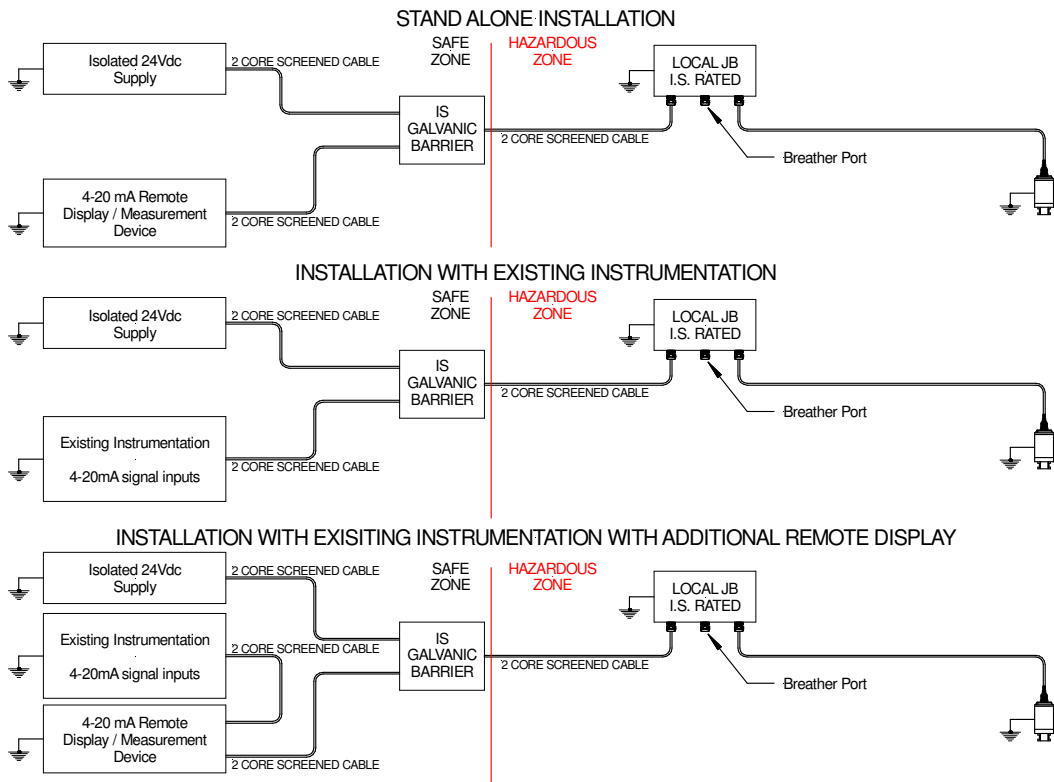 STAND ALONE INSTALLATION
SAFE
ZONE
HAZARDOUS
ZONE
Isolated 24Vdc
Supply
2 CORE SCREENED CABLE
LOCAL JB
I.S. RATED
IS
GALVANIC
BARRIER
2 CORE SCREENED CABLE
Breather Port
4-20 mA Remote
Display / Measurement
Device
2 CORE SCREENED CABLE
INSTALLATION WITH EXISTING INSTRUMENTATION
SAFE
ZONE
HAZARDOUS
ZONE
Isolated 24Vdc
Supply
2 CORE SCREENED CABLE
LOCAL JB
I.S. RATED
IS
GALVANIC
BARRIER
2 CORE SCREENED CABLE
Breather Port
Existing Instrumentation
4-20mA signal inputs
2 CORE SCREENED CABLE
INSTALLATION WITH EXISITING INSTRUMENTATION WITH ADDITIONAL REMOTE DISPLAY
SAFE
ZONE
HAZARDOUS
ZONE
Isolated 24Vdc
Supply
2 CORE SCREENED CABLE
LOCAL JB
I.S. RATED
Existing Instrumentation
4-20mA signal inputs
2 CORE SCREENED CABLE
IS
GALVANIC
BARRIER
2 CORE SCREENED CABLE
Breather Port
4-20 mA Remote
Display / Measurement
Device
2 CORE SCREENED CABLE